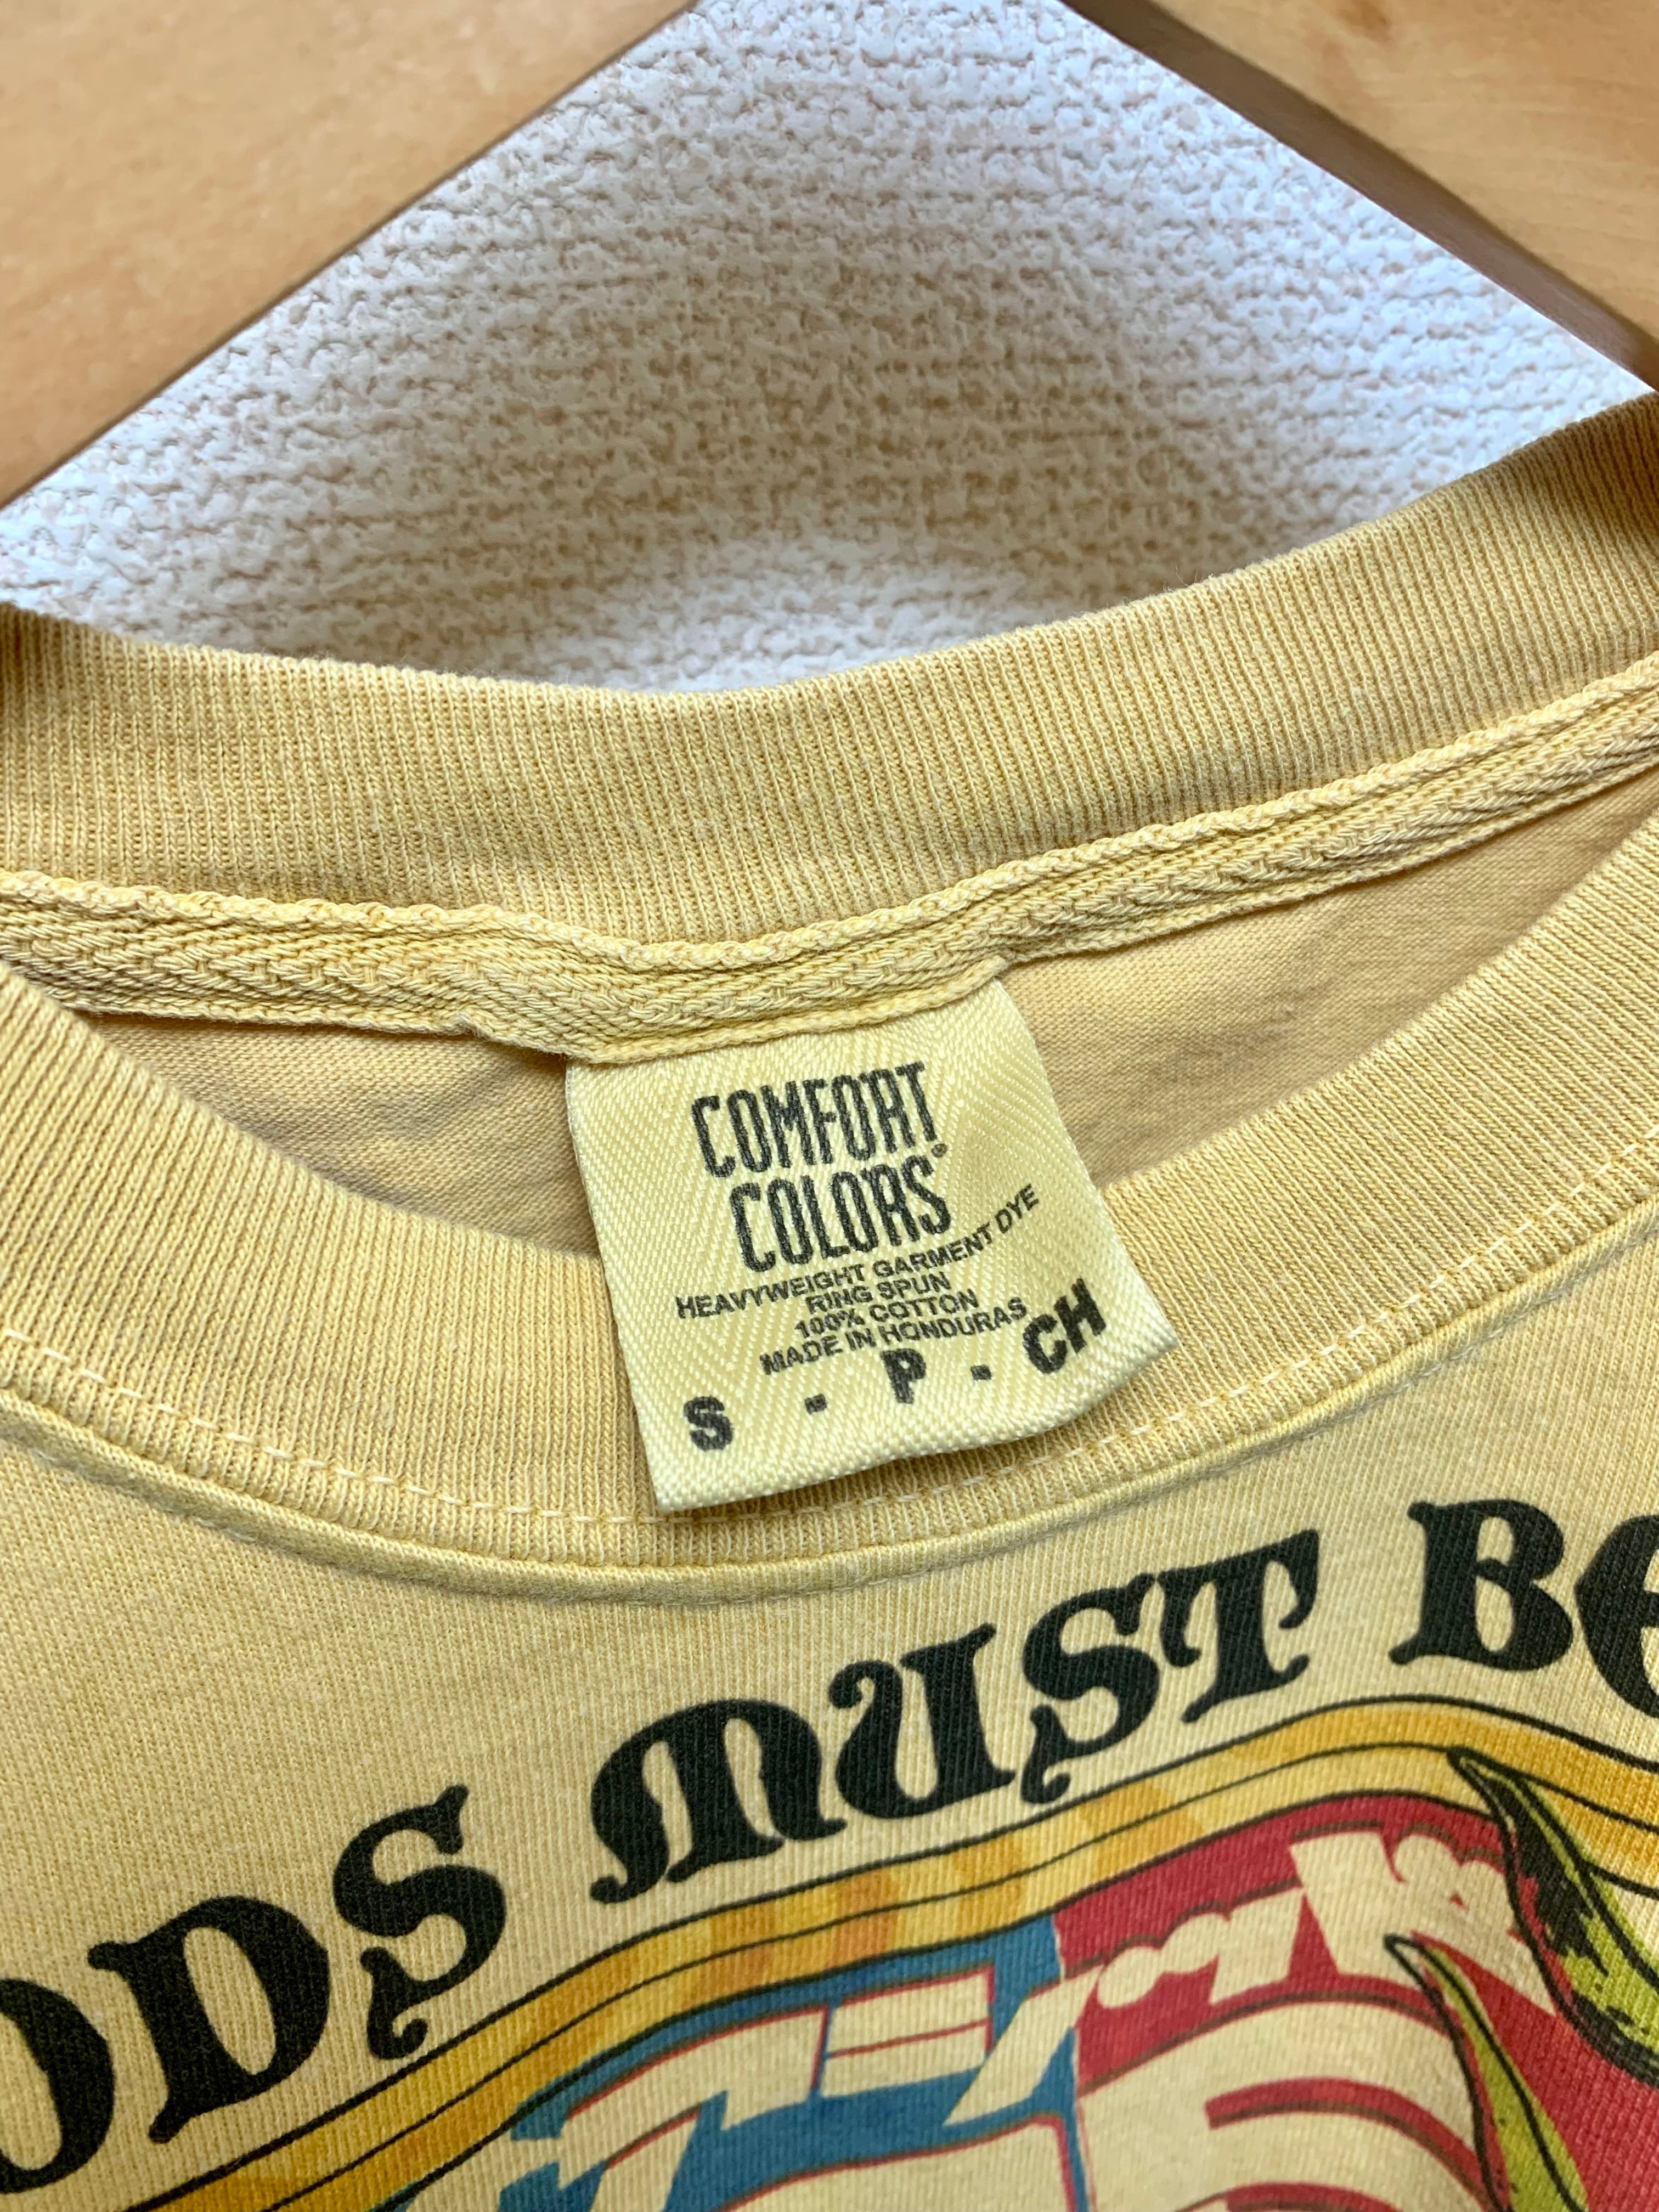 COMFORT
COLORS®
HEAVYWEIGHT GARMENT DYE
RING SPUN
100% COTTON
MADE IN HONDURAS
S - P - CH
ODS MUST BE